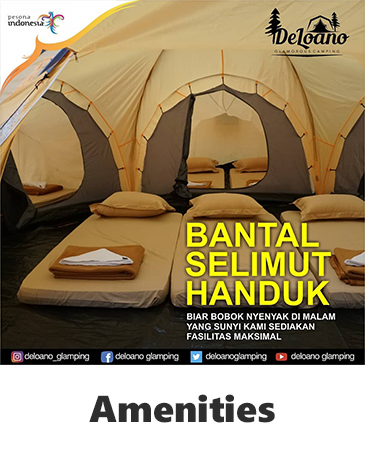 pesona
indonesia
DeLoano
GLAMOROUS CAMPING
BANTAL
SELIMUT
HANDUK
BIAR BOBOK NYENYAK DI MALAM
YANG SUNYI KAMI SEDIAKAN
FASILITAS MAKSIMAL
deloano_glamping
deloano glamping
deloanoglamping
deloano glamping
Amenities